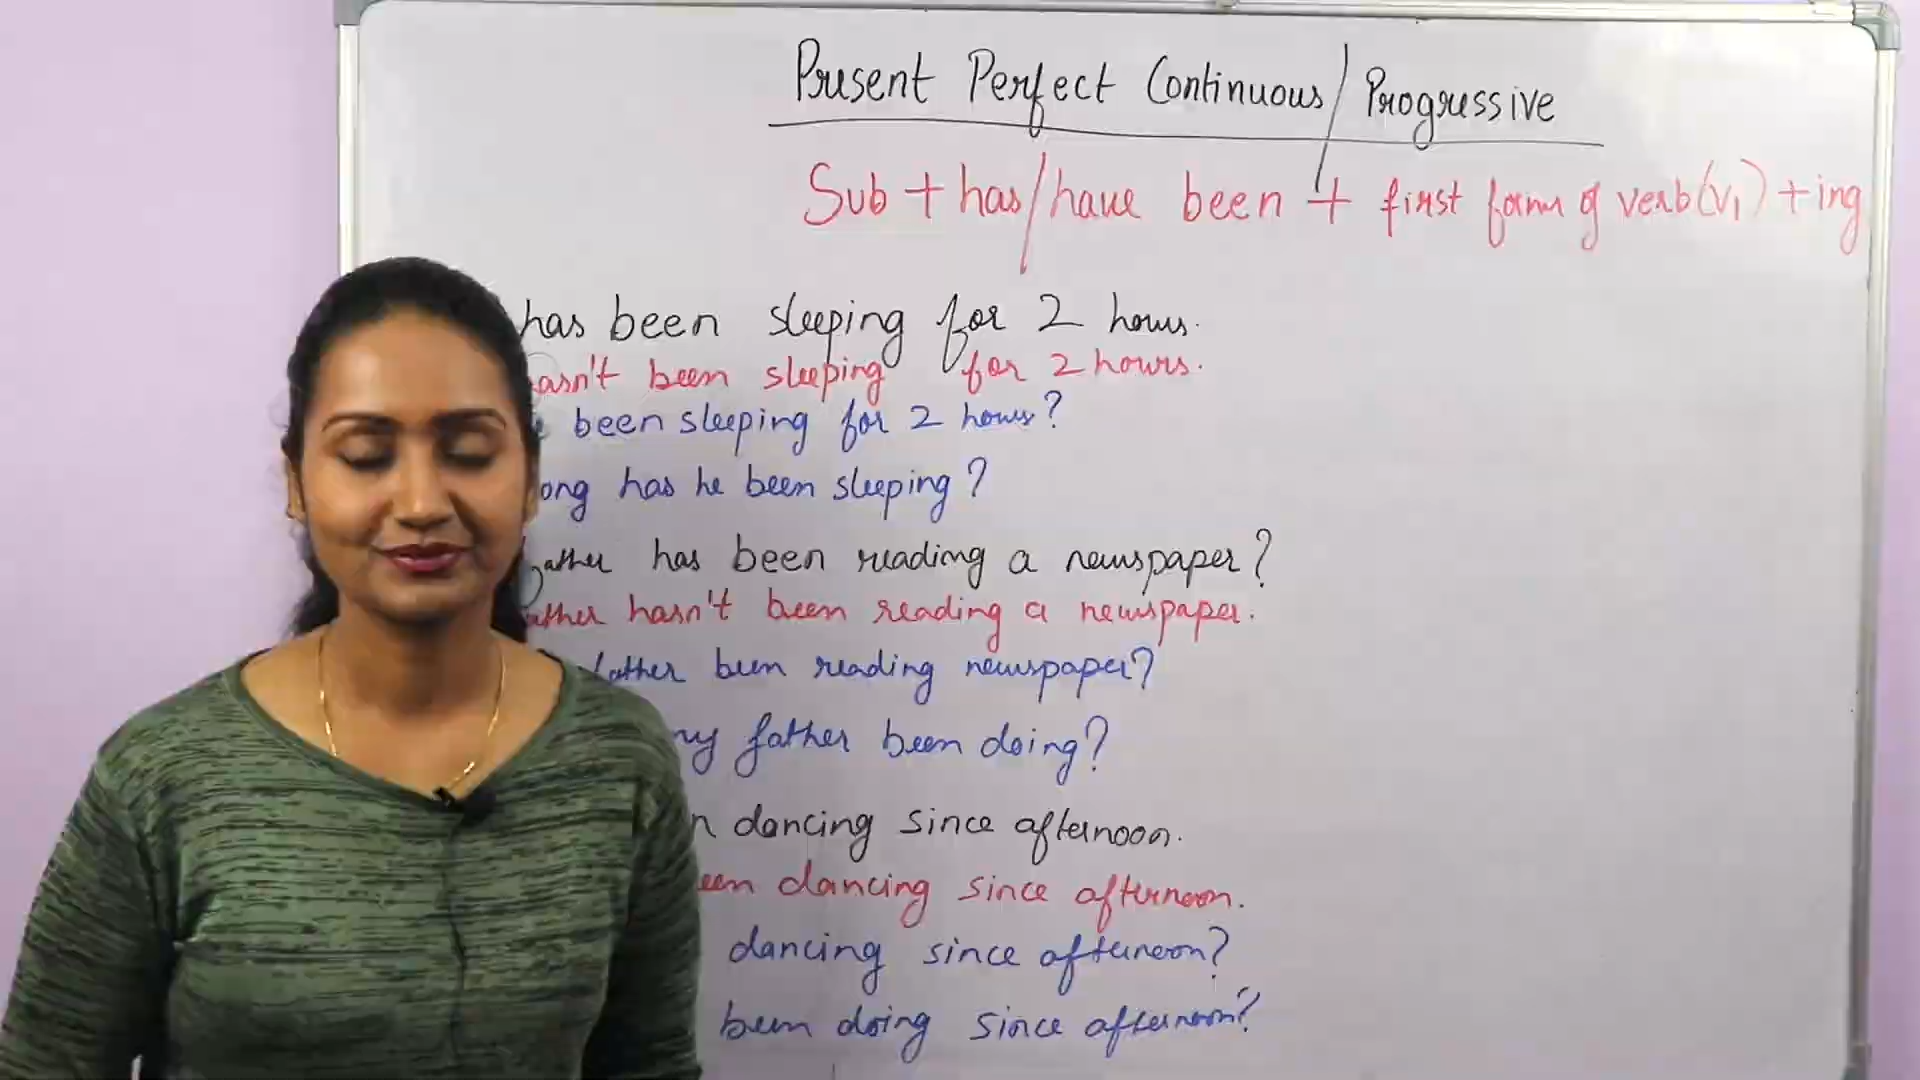 Present Perfect Continuous / Progressive
Sub + has/have been + first form of verb (V1) + ing
has been sleeping for 2 hours.
asn't been sleeping for 2 hours.
been sleeping for 2 hours?
ong has he been sleeping?
father has been reading a newspaper?
ather hasn't been reading a newspaper.
father been reading newspaper?
my father been doing?
n dancing since afternoon.
een dancing since afternoon.
dancing since afternoon?
been doing since afternoon?